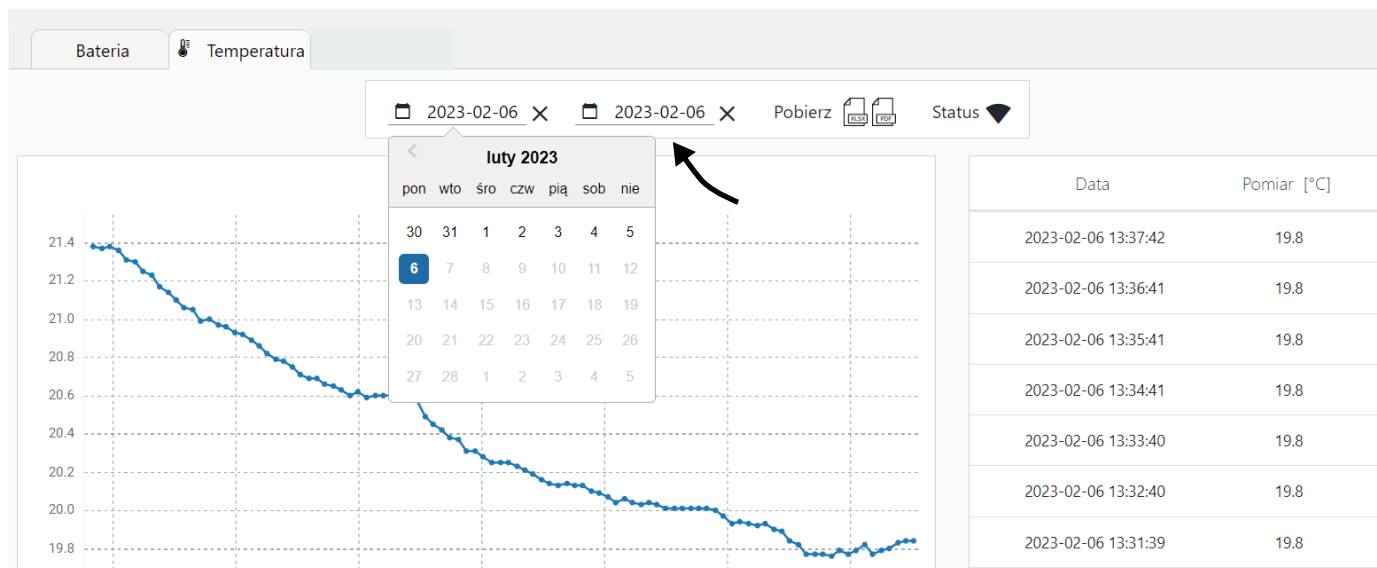 Bateria
Temperatura
2023-02-06
2023-02-06
Pobierz
XLSX
PDF
Status
luty 2023
pon wto śro czw pią sob nie
30 31 1 2 3 4 5
6 7 8 9 10 11 12
13 14 15 16 17 18 19
20 21 22 23 24 25 26
27 28 1 2 3 4 5
21.4
21.2
21.0
20.8
20.6
20.4
20.2
20.0
19.8
Data Pomiar [°C]
2023-02-06 13:37:42 19.8
2023-02-06 13:36:41 19.8
2023-02-06 13:35:41 19.8
2023-02-06 13:34:41 19.8
2023-02-06 13:33:40 19.8
2023-02-06 13:32:40 19.8
2023-02-06 13:31:39 19.8